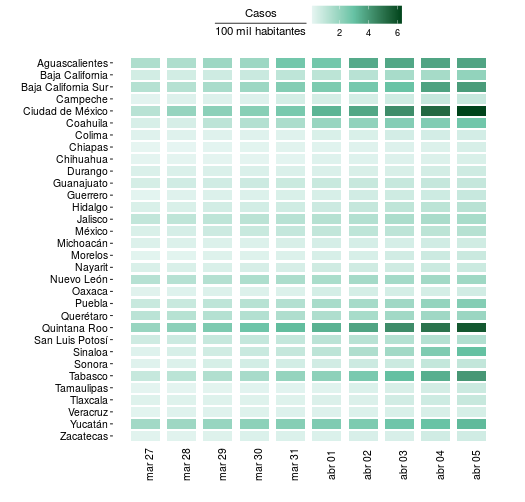 Casos
100 mil habitantes
2 4 6
Aguascalientes
Baja California
Baja California Sur
Campeche
Ciudad de México
Coahuila
Colima
Chiapas
Chihuahua
Durango
Guanajuato
Guerrero
Hidalgo
Jalisco
México
Michoacán
Morelos
Nayarit
Nuevo León
Oaxaca
Puebla
Querétaro
Quintana Roo
San Luis Potosí
Sinaloa
Sonora
Tabasco
Tamaulipas
Tlaxcala
Veracruz
Yucatán
Zacatecas
mar 27
mar 28
mar 29
mar 30
mar 31
abr 01
abr 02
abr 03
abr 04
abr 05